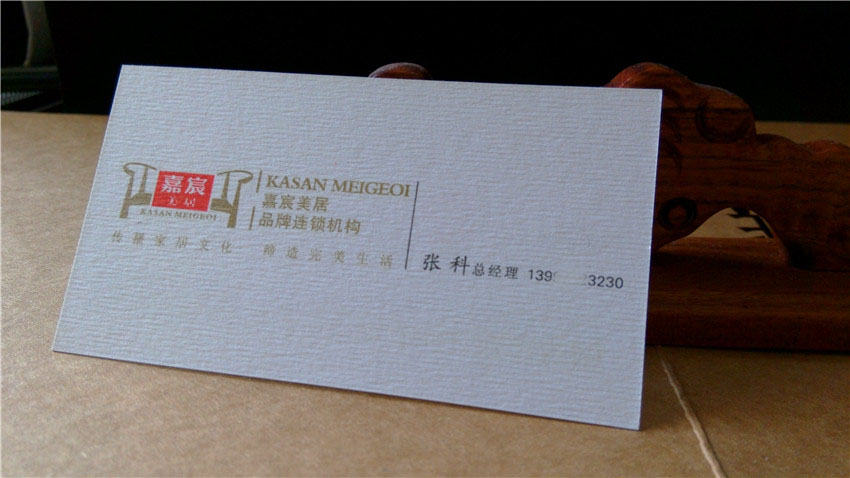 嘉宸
美居
KASAN MEIGEOI
KASAN MEIGEOI
嘉宸美居
品牌连锁机构
传承家居文化 缔造完美生活
张科总经理 139 3230